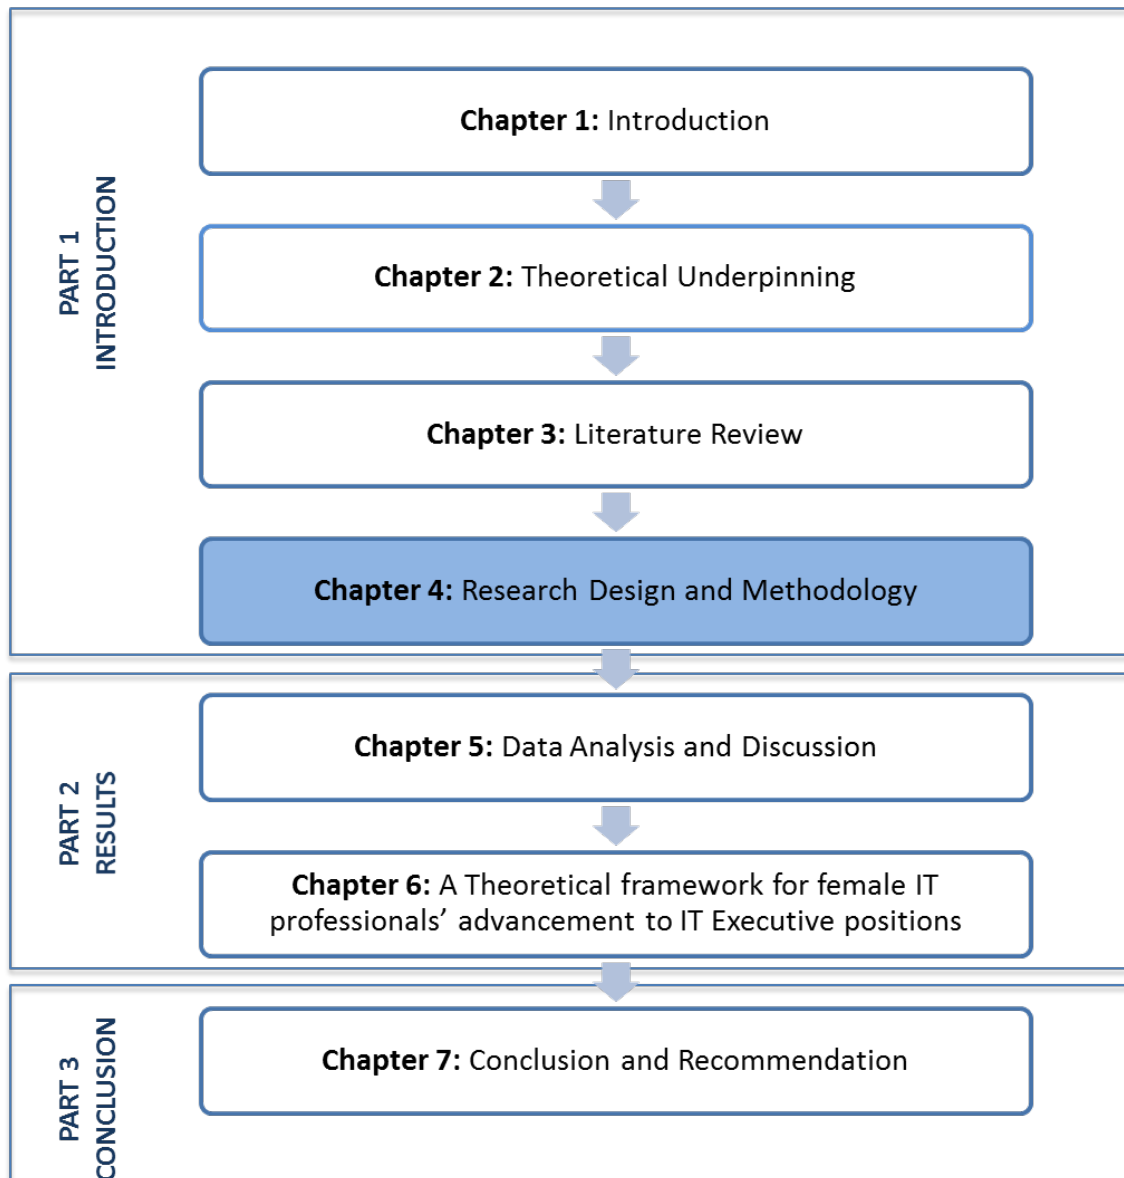 PART 1
INTRODUCTION
Chapter 1: Introduction
Chapter 2: Theoretical Underpinning
Chapter 3: Literature Review
Chapter 4: Research Design and Methodology
PART 2
RESULTS
Chapter 5: Data Analysis and Discussion
Chapter 6: A Theoretical framework for female IT
professionals’ advancement to IT Executive positions
PART 3
CONCLUSION
Chapter 7: Conclusion and Recommendation